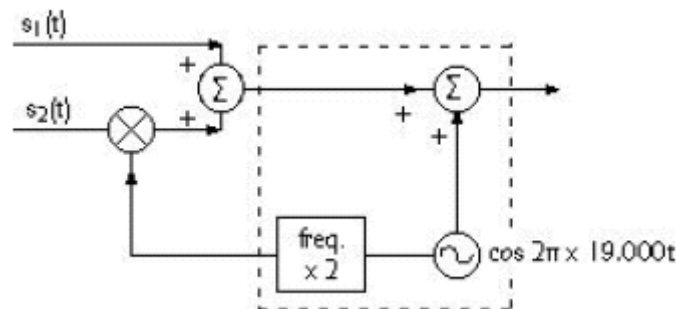 s₁(t)
+
Σ
Σ
s₂(t)
+
+
+
freq.
x 2
cos 2π x 19.000t